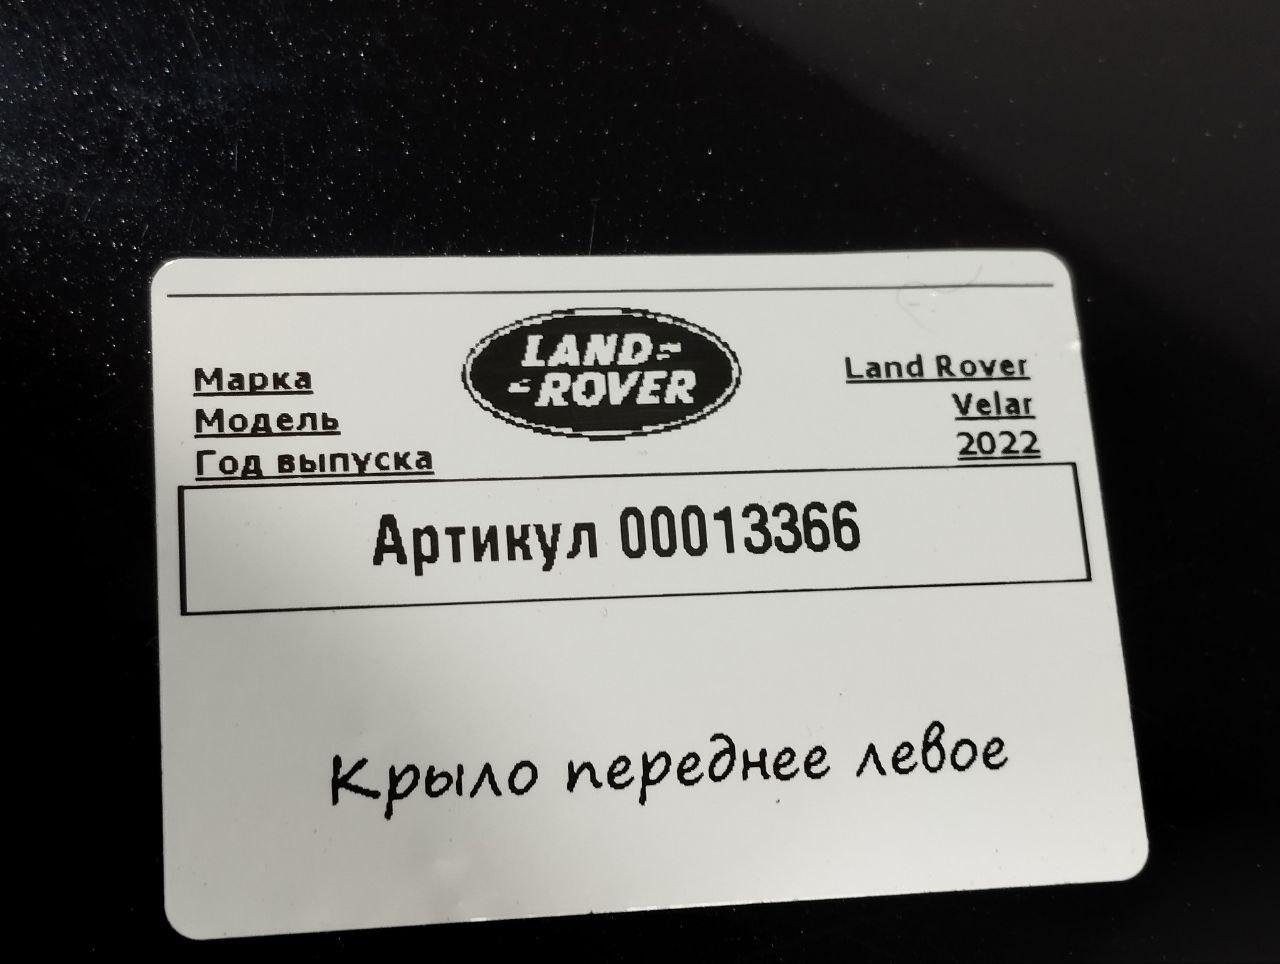 LAND-
-ROVER
Марка Land Rover
Модель Velar
Год выпуска 2022
Артикул 00013366
Крыло переднее левое